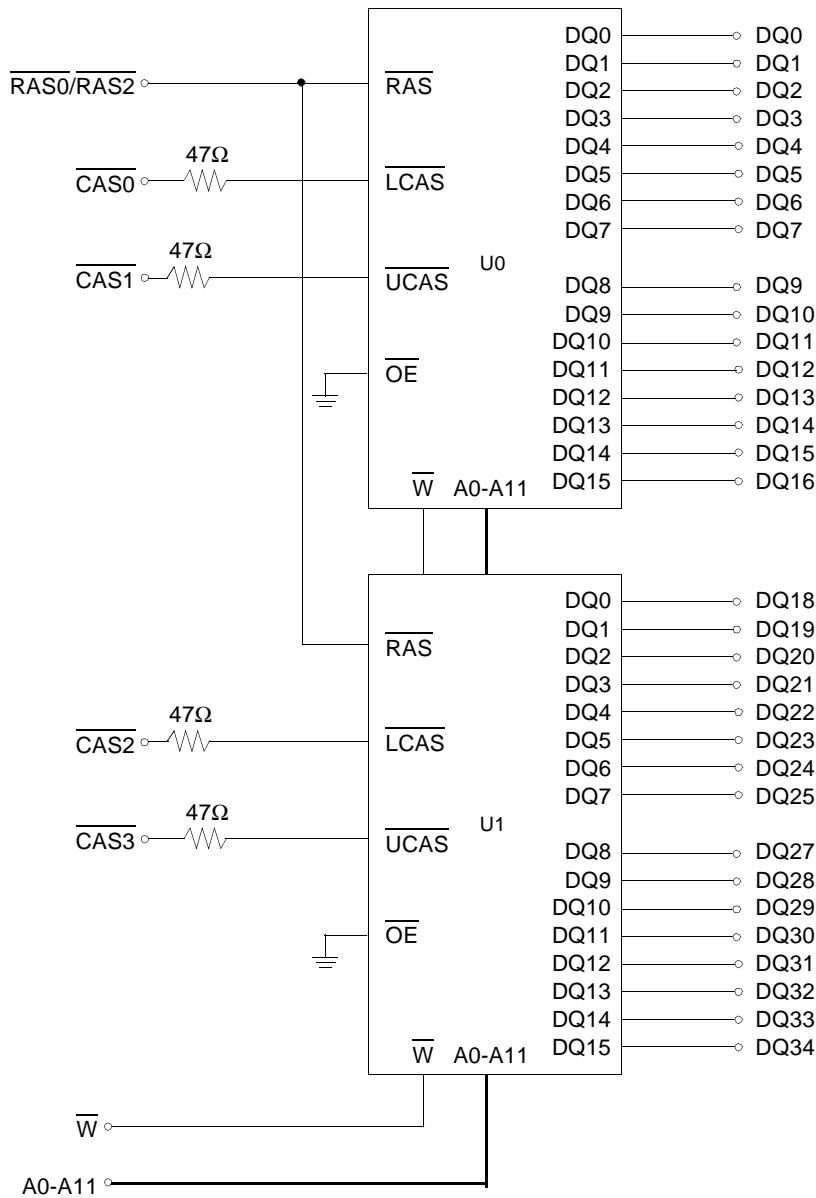 DQ0 DQ0
DQ1 DQ1
RAS0/RAS2 RAS DQ2 DQ2
DQ3 DQ3
47Ω DQ4 DQ4
CAS0 LCAS DQ5 DQ5
DQ6 DQ6
DQ7 DQ7
47Ω
U0
CAS1 UCAS DQ8 DQ9
DQ9 DQ10
DQ10 DQ11
OE DQ11 DQ12
DQ12 DQ13
DQ13 DQ14
DQ14 DQ15
W A0-A11 DQ15 DQ16
DQ0 DQ18
DQ1 DQ19
RAS DQ2 DQ20
DQ3 DQ21
47Ω DQ4 DQ22
CAS2 LCAS DQ5 DQ23
DQ6 DQ24
DQ7 DQ25
47Ω
U1
CAS3 UCAS DQ8 DQ27
DQ9 DQ28
DQ10 DQ29
OE DQ11 DQ30
DQ12 DQ31
DQ13 DQ32
DQ14 DQ33
W A0-A11 DQ15 DQ34
W
A0-A11